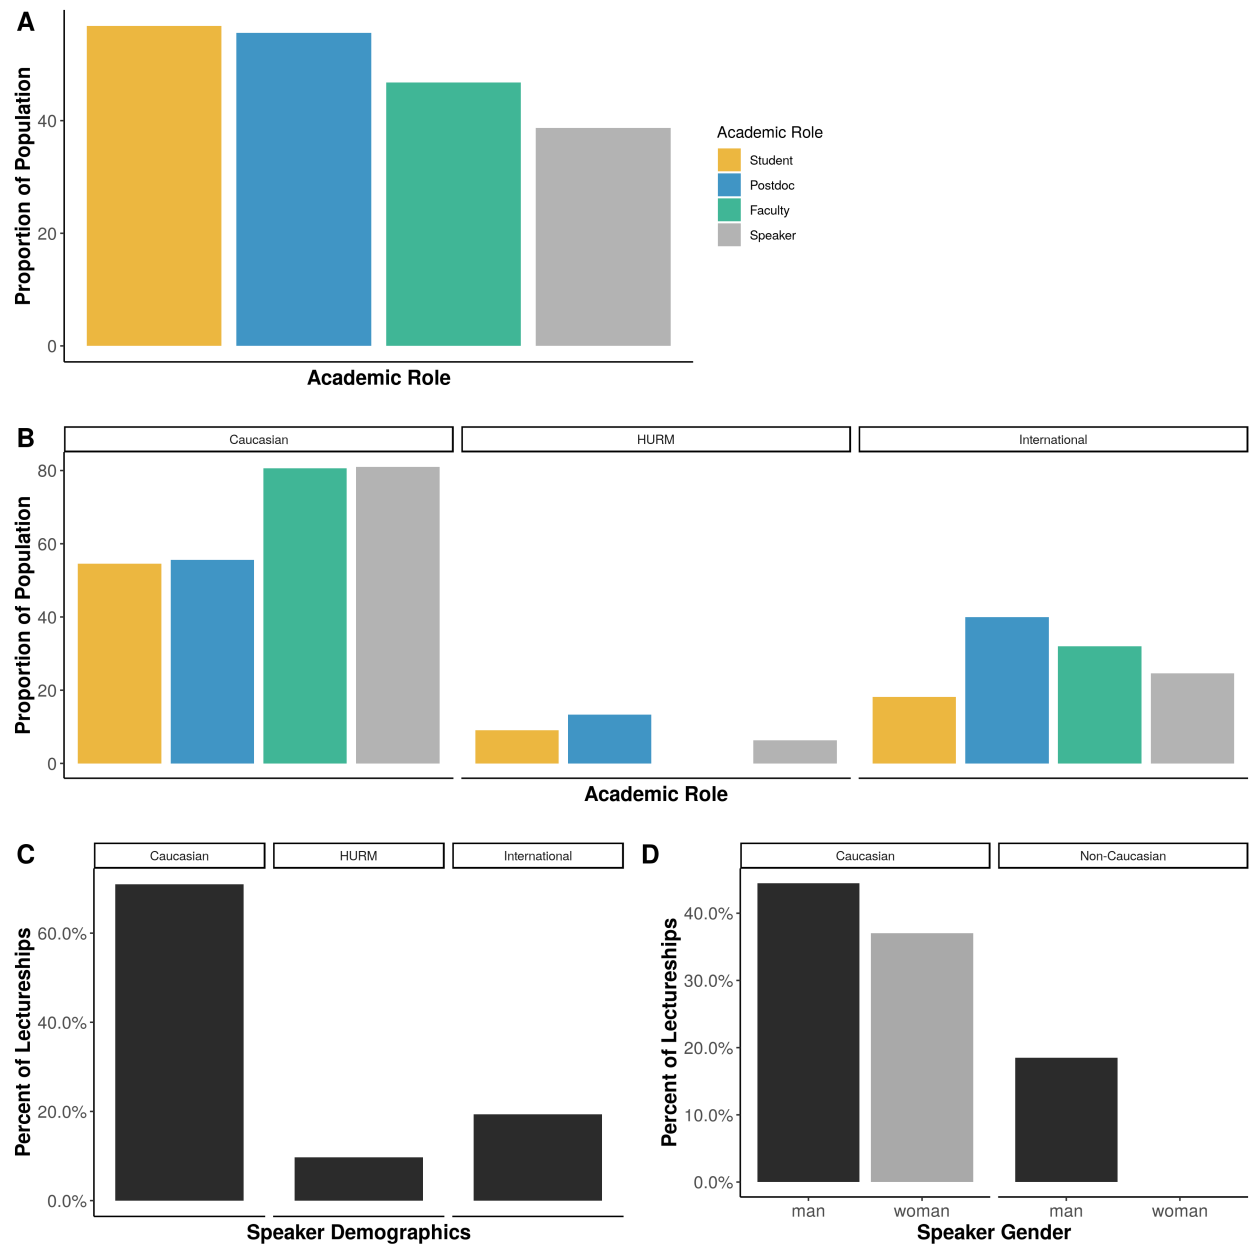 A
Proportion of Population
40
20
0
Academic Role
Academic Role
Student
Postdoc
Faculty
Speaker
B
Caucasian
HURM
International
Proportion of Population
80
60
40
20
0
Academic Role
C
Caucasian
HURM
International
Percent of Lectureships
60.0%
40.0%
20.0%
0.0%
Speaker Demographics
D
Caucasian
Non-Caucasian
Percent of Lectureships
40.0%
30.0%
20.0%
10.0%
0.0%
man
woman
man
woman
Speaker Gender